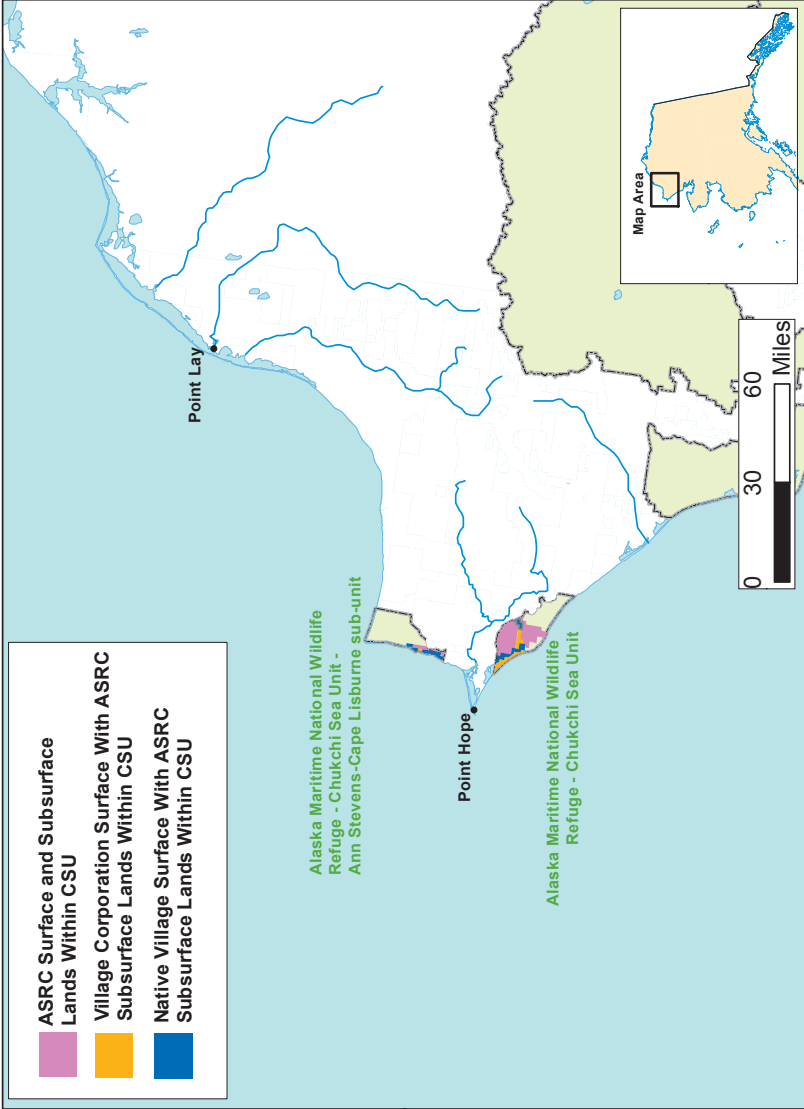 ASRC Surface and Subsurface
Lands Within CSU
Village Corporation Surface With ASRC
Subsurface Lands Within CSU
Native Village Surface With ASRC
Subsurface Lands Within CSU
Alaska Maritime National Wildlife
Refuge - Chukchi Sea Unit -
Ann Stevens-Cape Lisburne sub-unit
Point Lay
Point Hope
Alaska Maritime National Wildlife
Refuge - Chukchi Sea Unit
Map Area
0 30 60
Miles